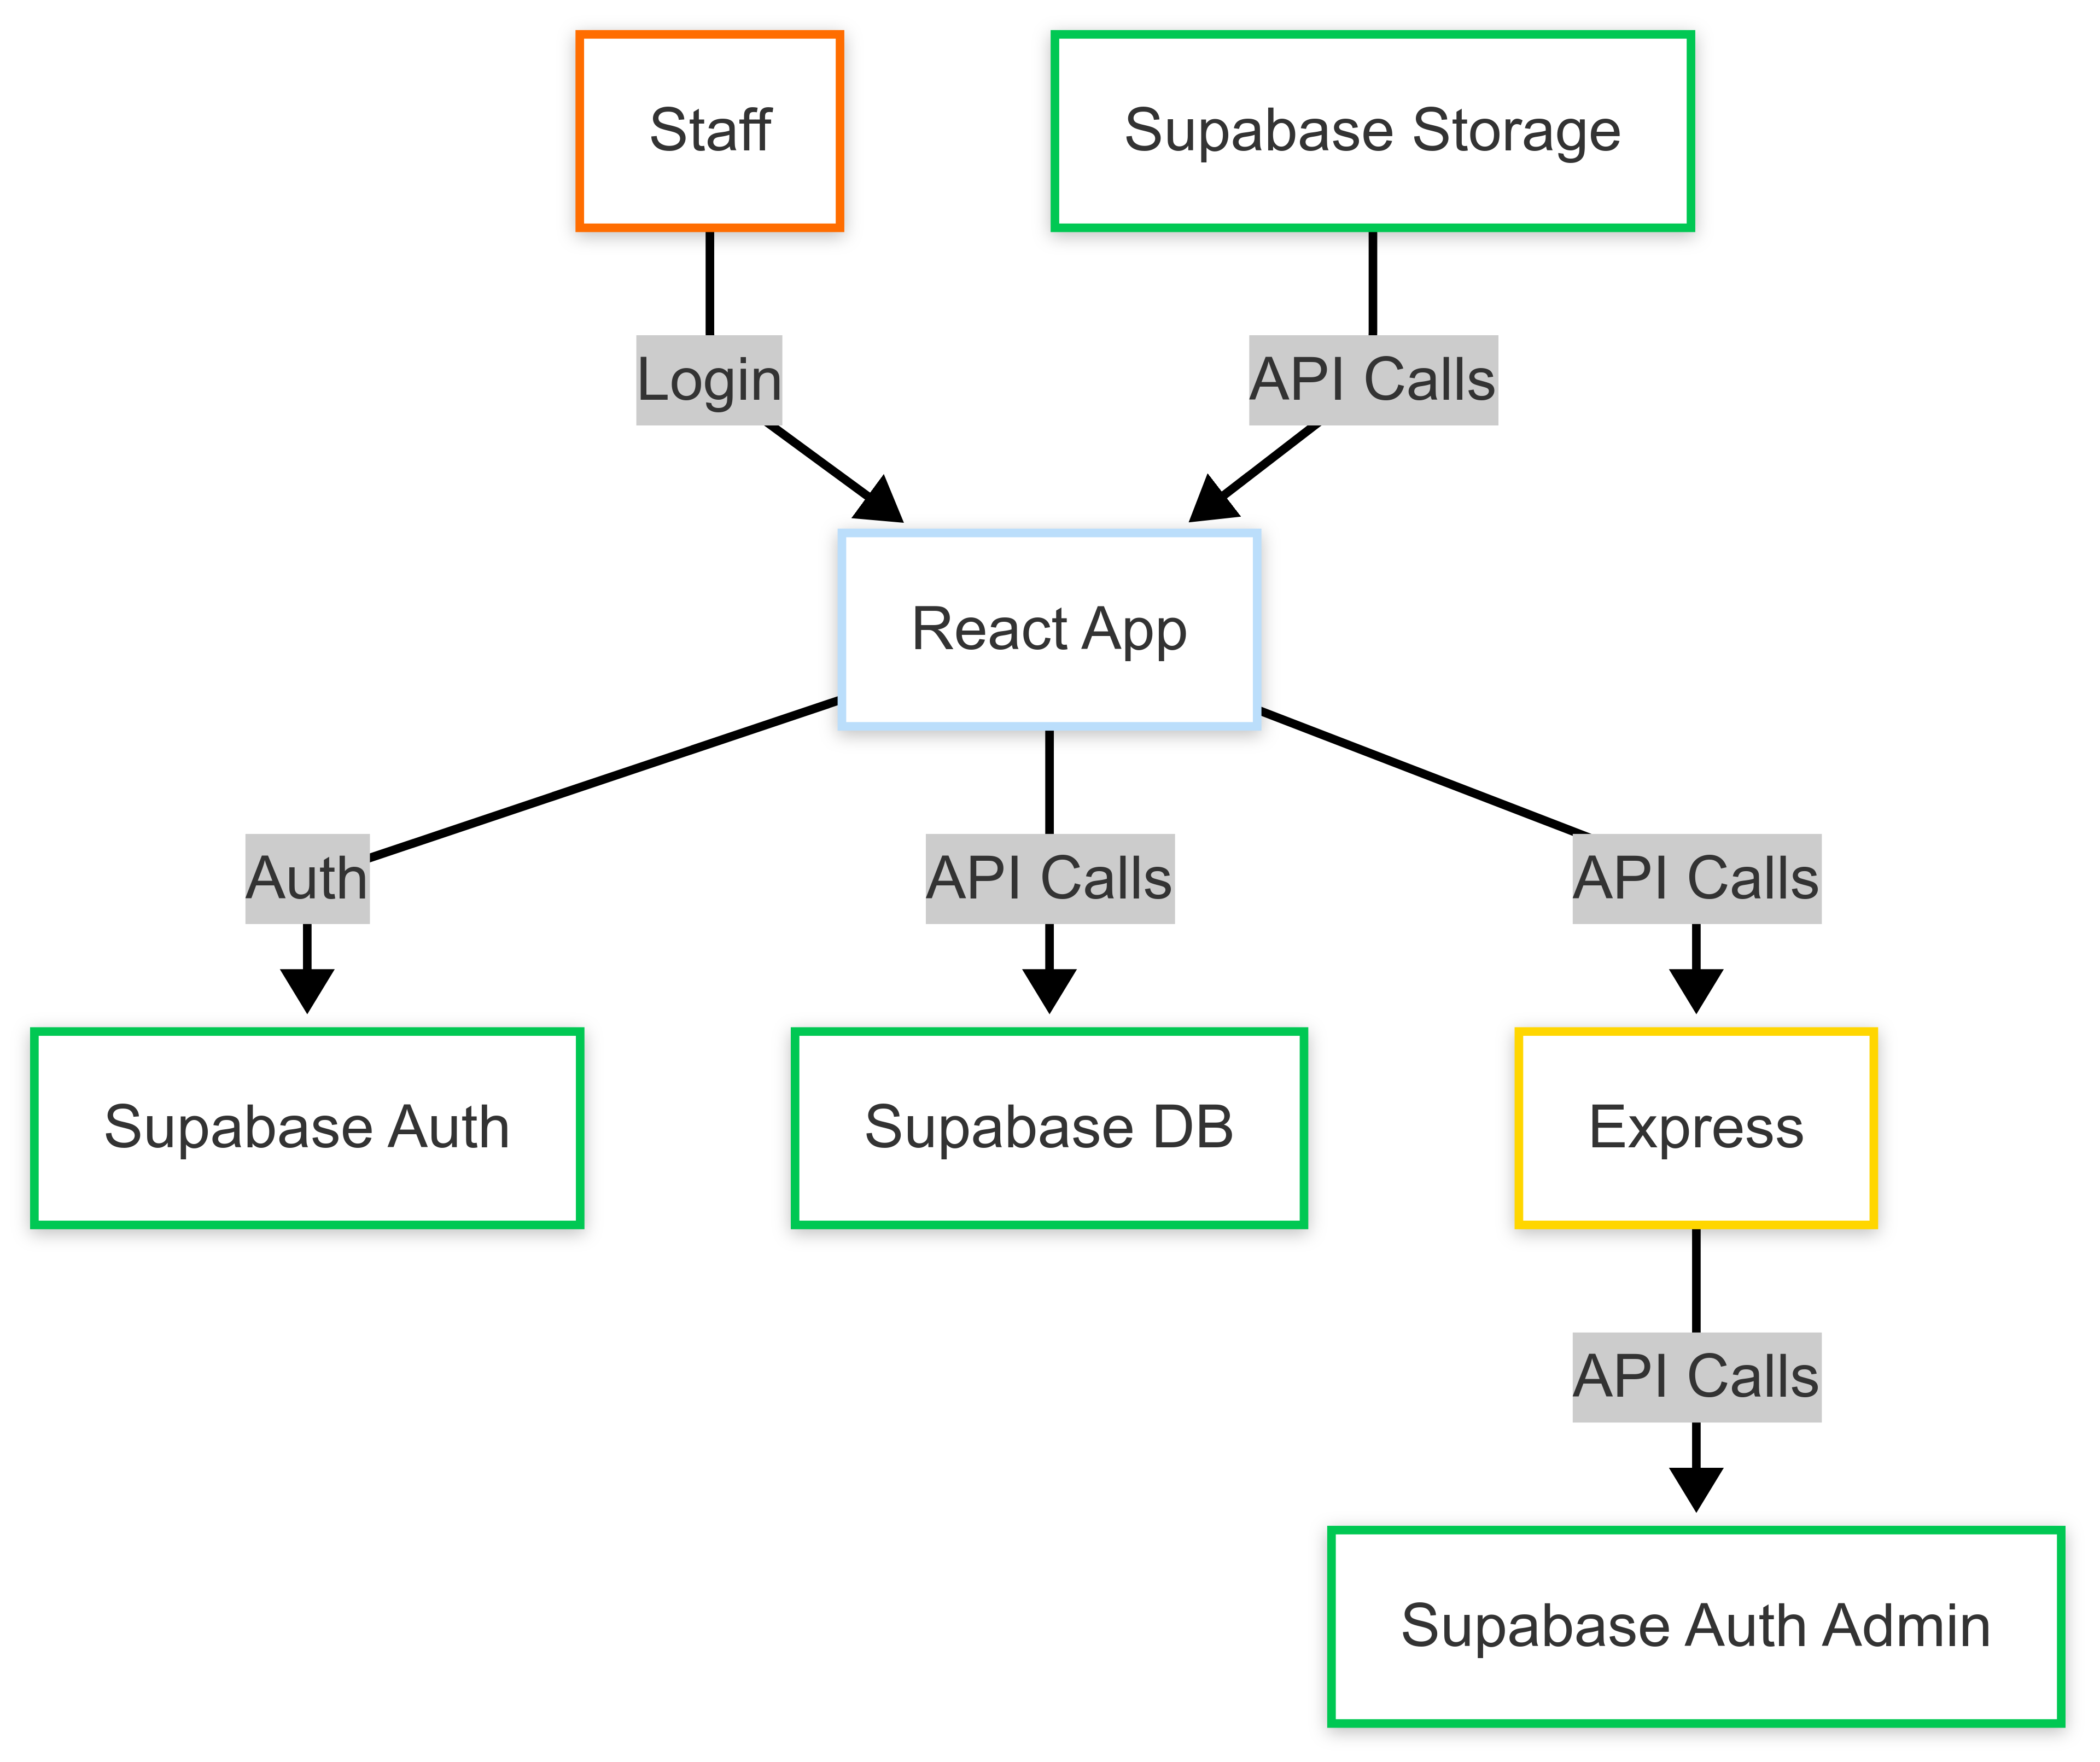 Staff
Supabase Storage
Login
API Calls
React App
Auth
API Calls
API Calls
Supabase Auth
Supabase DB
Express
API Calls
Supabase Auth Admin